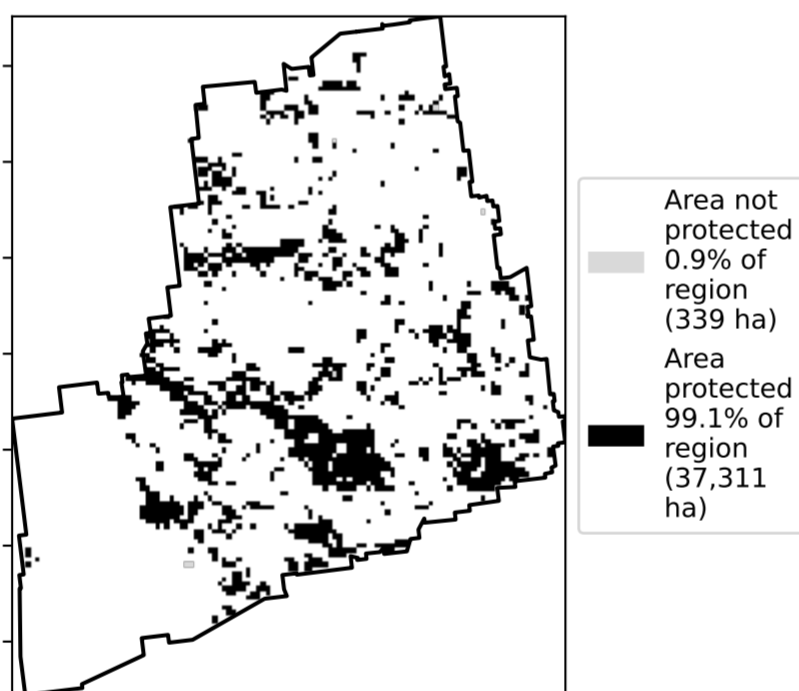 Area not
protected
0.9% of
region
(339 ha)
Area
protected
99.1% of
region
(37,311
ha)